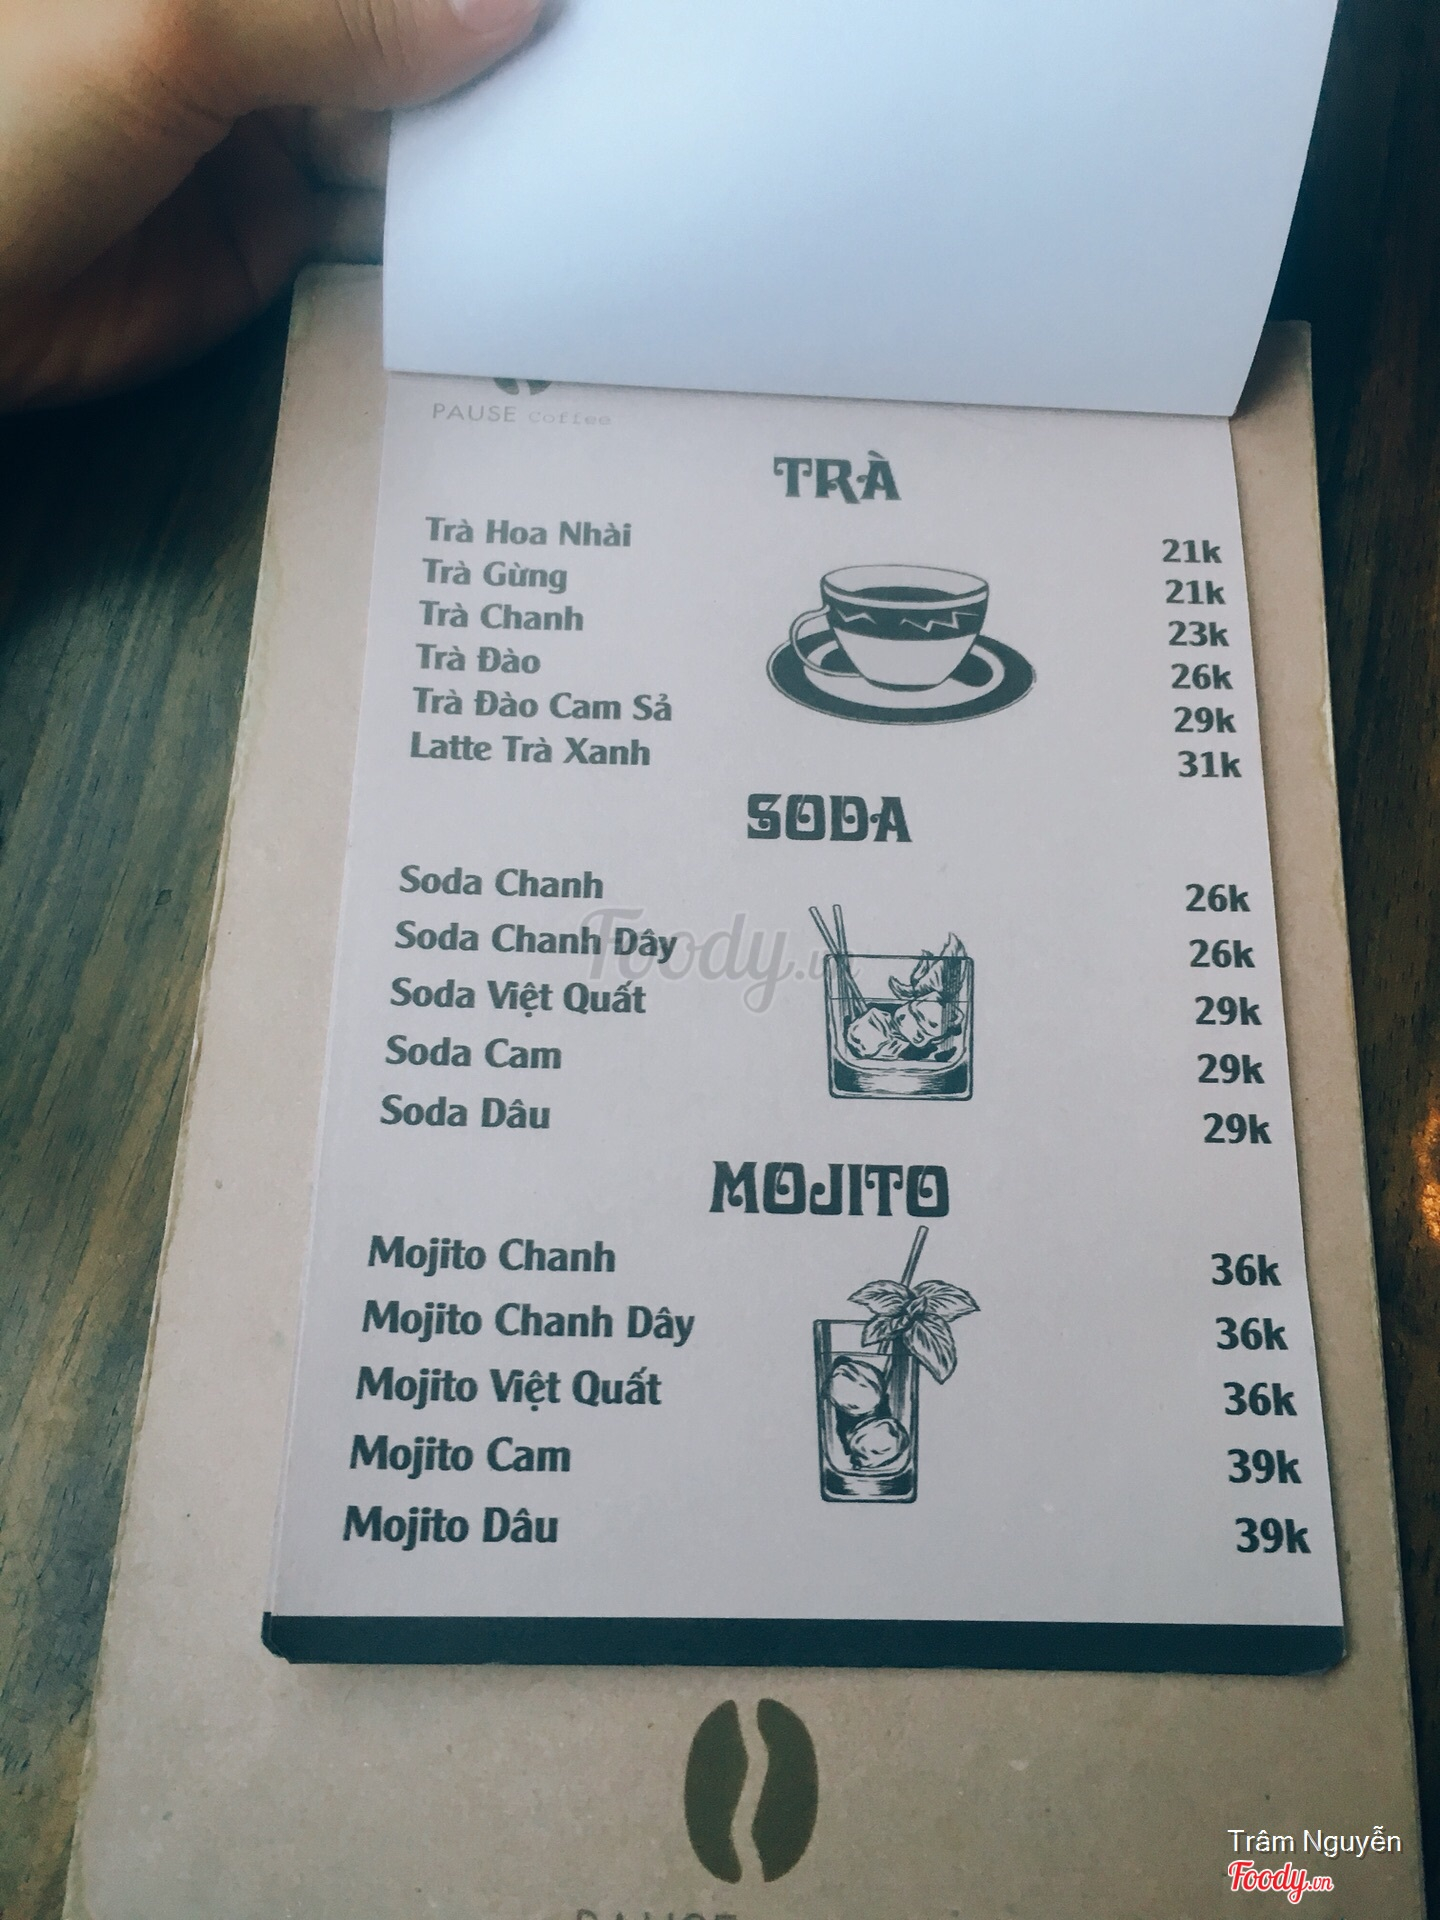 PAUSE Coffee
TRÀ
Trà Hoa Nhài 21k
Trà Gừng 21k
Trà Chanh 23k
Trà Đào 26k
Trà Đào Cam Sả 29k
Latte Trà Xanh 31k
SODA
Soda Chanh 26k
Soda Chanh Dây 26k
Soda Việt Quất 29k
Soda Cam 29k
Soda Dâu 29k
Foody.vn
MOJITO
Mojito Chanh 36k
Mojito Chanh Dây 36k
Mojito Việt Quất 36k
Mojito Cam 39k
Mojito Dâu 39k
Trâm Nguyễn
Foody.vn
PAUSE